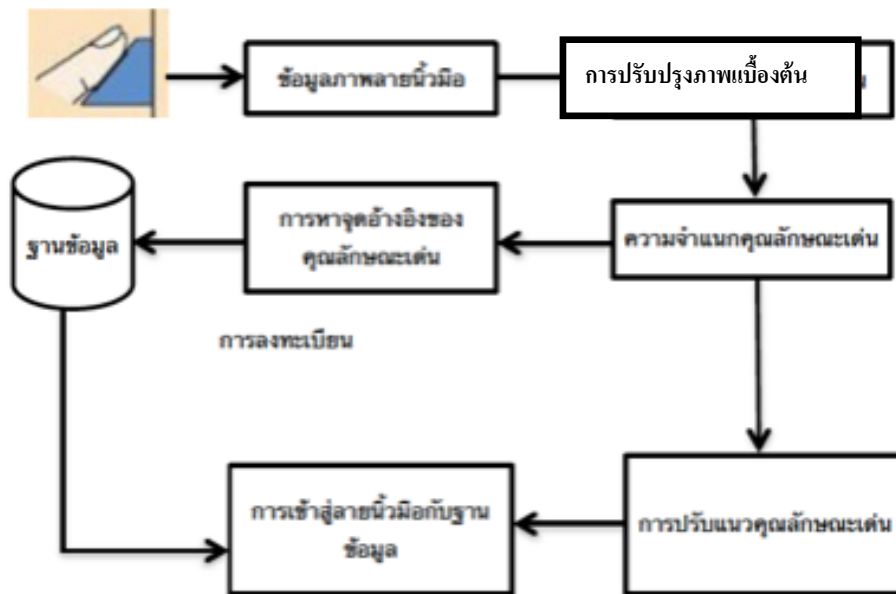 ข้อมูลภาพลายนิ้วมือ
การปรับปรุงภาพเบื้องต้น
น
ฐานข้อมูล
การหาจุดอ้างอิงของ
คุณลักษณะเด่น
ความจำแนกคุณลักษณะเด่น
การลงทะเบียน
การเข้าสู่ลายนิ้วมือกับฐาน
ข้อมูล
การปรับแนวคุณลักษณะเด่น